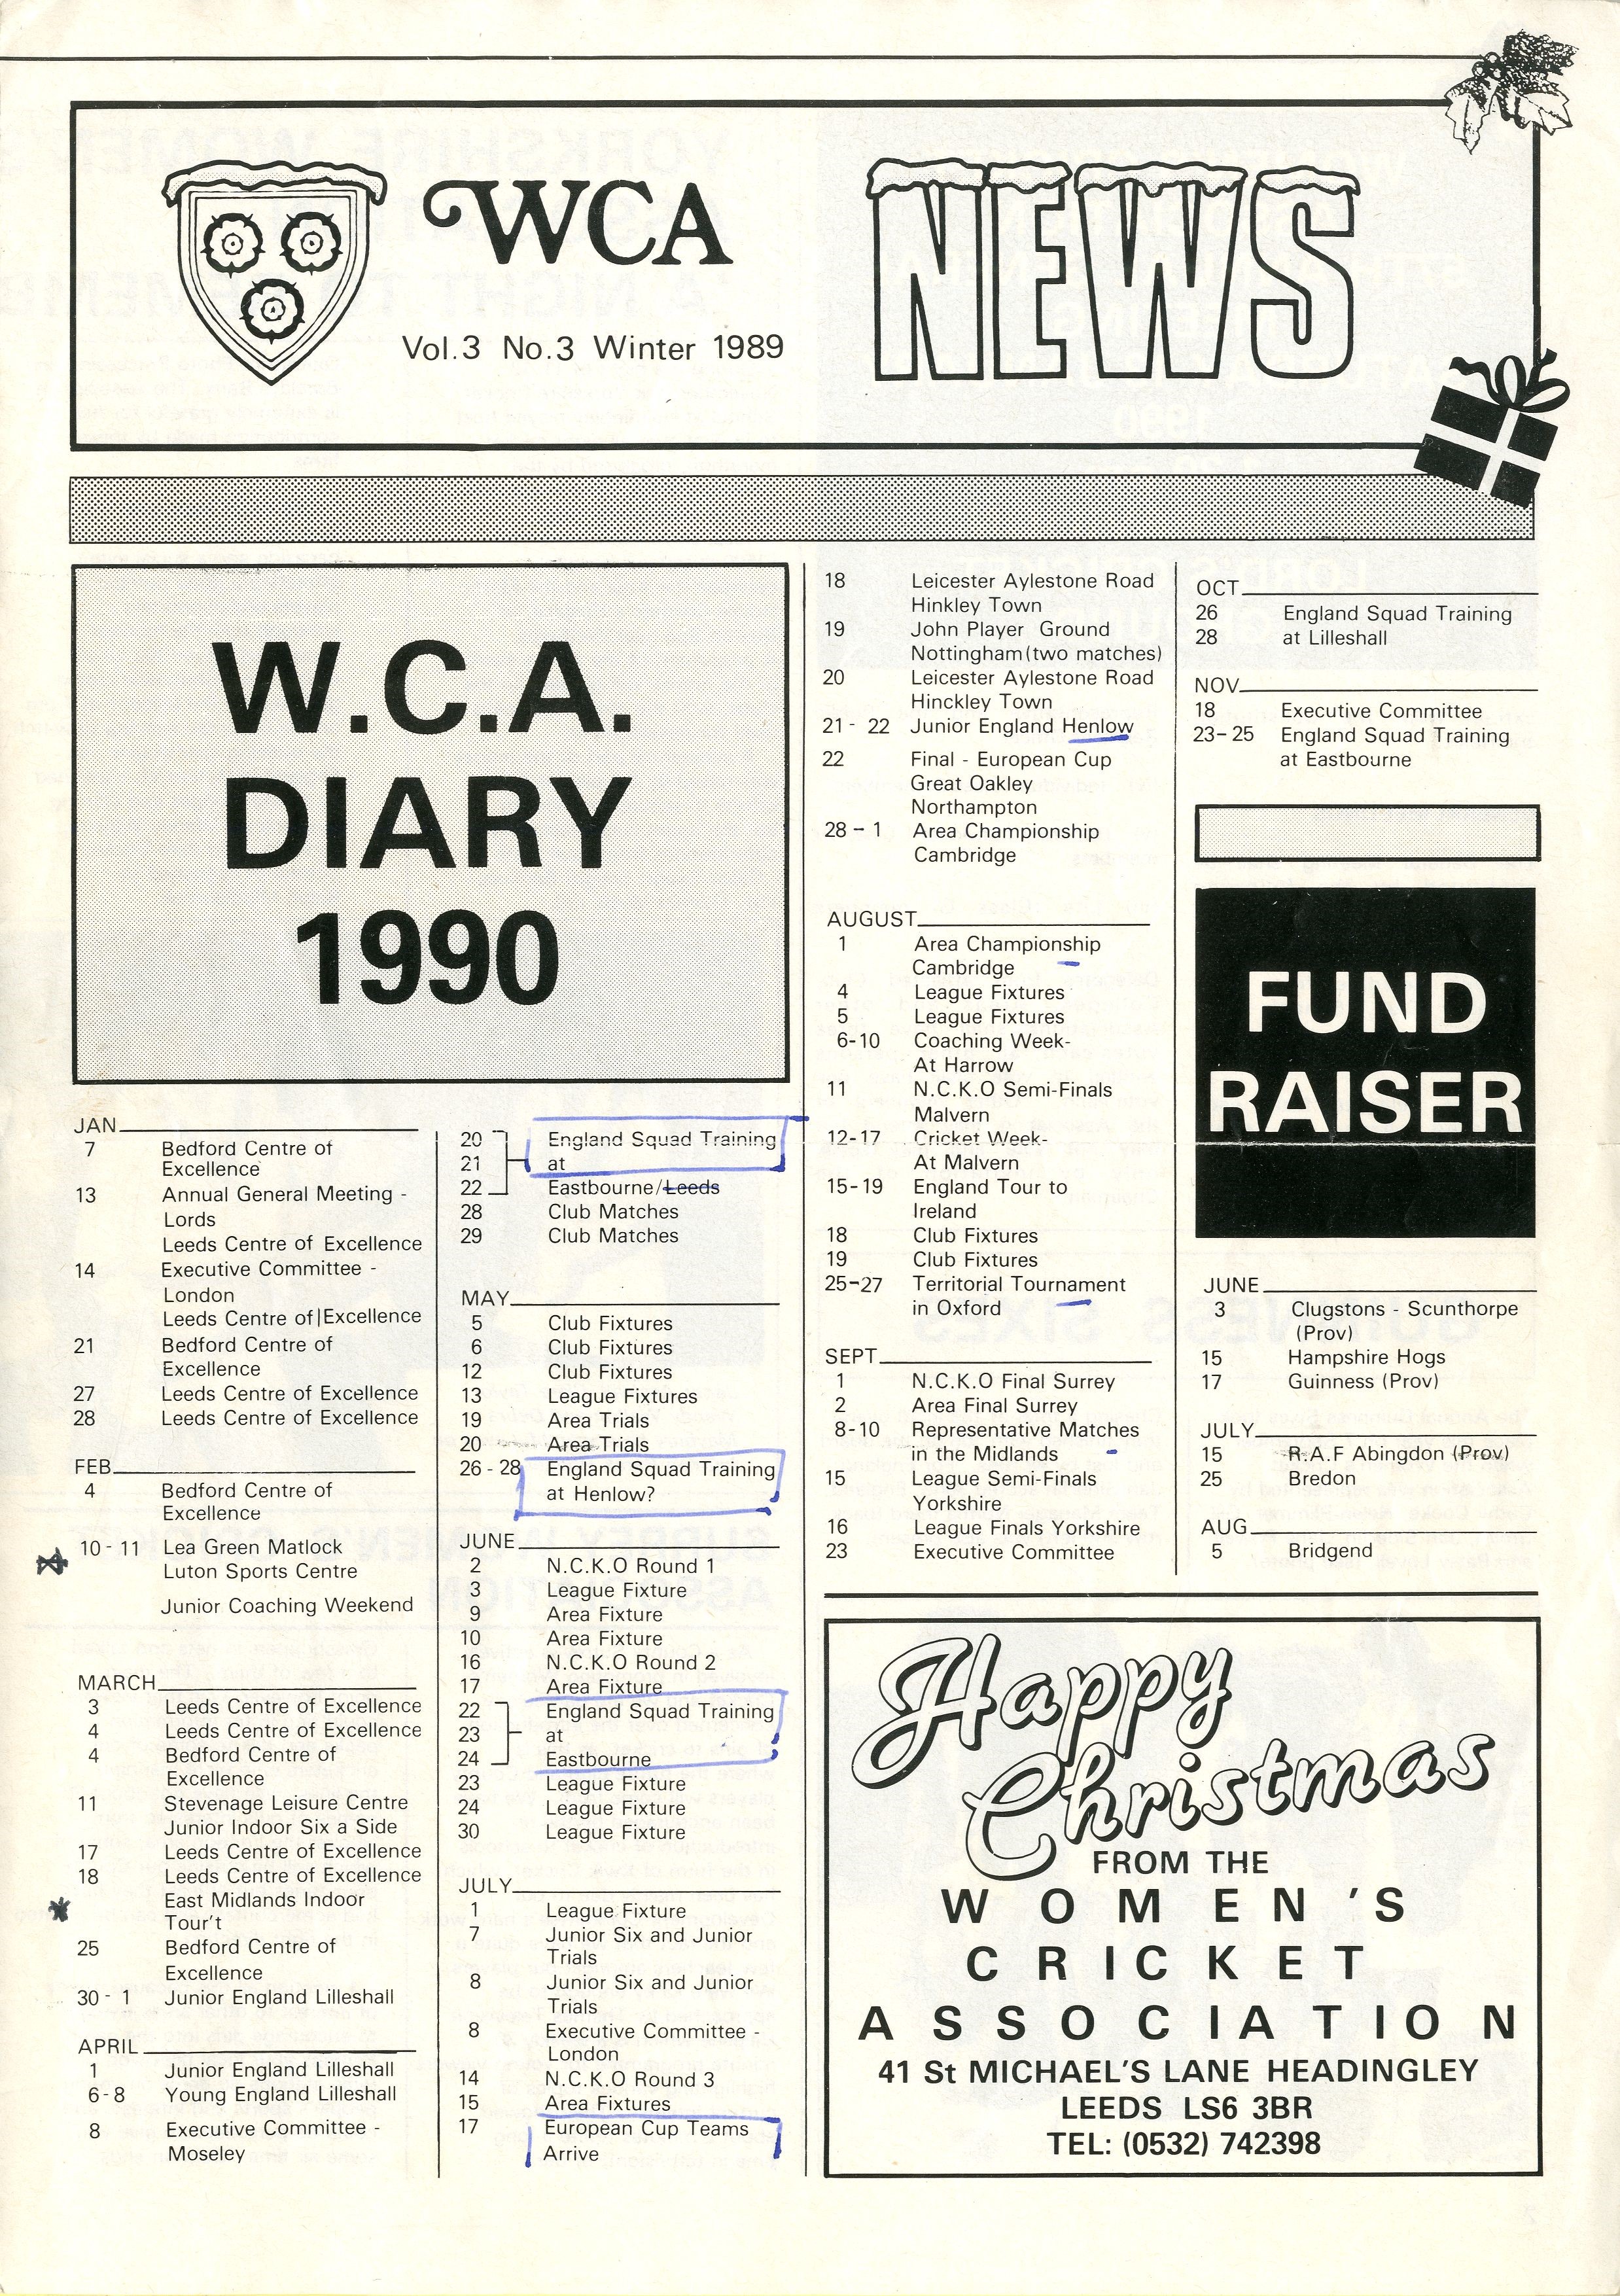 WCA
NEWS
Vol.3 No.3 Winter 1989
W.C.A.
DIARY
1990
JAN
7 Bedford Centre of
Excellence
13 Annual General Meeting -
Lords
Leeds Centre of Excellence
14 Executive Committee -
London
Leeds Centre of Excellence
21 Bedford Centre of
Excellence
27 Leeds Centre of Excellence
28 Leeds Centre of Excellence
FEB
4 Bedford Centre of
Excellence
10 - 11 Lea Green Matlock
Luton Sports Centre
Junior Coaching Weekend
MARCH
3 Leeds Centre of Excellence
4 Leeds Centre of Excellence
4 Bedford Centre of
Excellence
11 Stevenage Leisure Centre
Junior Indoor Six a Side
17 Leeds Centre of Excellence
18 Leeds Centre of Excellence
East Midlands Indoor
Tour't
25 Bedford Centre of
Excellence
30 - 1 Junior England Lilleshall
APRIL
1 Junior England Lilleshall
6-8 Young England Lilleshall
8 Executive Committee -
Moseley
20 England Squad Training
21 at
22 Eastbourne/Leeds
28 Club Matches
29 Club Matches
MAY
5 Club Fixtures
6 Club Fixtures
12 Club Fixtures
13 League Fixtures
19 Area Trials
20 Area Trials
26 - 28 England Squad Training
at Henlow?
JUNE
2 N.C.K.O Round 1
3 League Fixture
9 Area Fixture
10 Area Fixture
16 N.C.K.O Round 2
17 Area Fixture
22 England Squad Training
23 at
24 Eastbourne
23 League Fixture
24 League Fixture
30 League Fixture
JULY
1 League Fixture
7 Junior Six and Junior
Trials
8 Junior Six and Junior
Trials
8 Executive Committee -
London
14 N.C.K.O Round 3
15 Area Fixtures
17 European Cup Teams
Arrive
18 Leicester Aylestone Road
Hinkley Town
19 John Player Ground
Nottingham(two matches)
20 Leicester Aylestone Road
Hinckley Town
21 - 22 Junior England Henlow
22 Final - European Cup
Great Oakley
Northampton
28 - 1 Area Championship
Cambridge
AUGUST
1 Area Championship
Cambridge
4 League Fixtures
5 League Fixtures
6-10 Coaching Week-
At Harrow
11 N.C.K.O Semi-Finals
Malvern
12-17 Cricket Week-
At Malvern
15-19 England Tour to
Ireland
18 Club Fixtures
19 Club Fixtures
25-27 Territorial Tournament
in Oxford
SEPT
1 N.C.K.O Final Surrey
2 Area Final Surrey
8-10 Representative Matches
in the Midlands
15 League Semi-Finals
Yorkshire
16 League Finals Yorkshire
23 Executive Committee
OCT
26 England Squad Training
28 at Lilleshall
NOV
18 Executive Committee
23-25 England Squad Training
at Eastbourne
FUND
RAISER
JUNE
3 Clugstons - Scunthorpe
(Prov)
15 Hampshire Hogs
17 Guinness (Prov)
JULY
15 R.A.F Abingdon (Prov)
25 Bredon
AUG
5 Bridgend
Happy
Christmas
FROM THE
WOMEN'S
CRICKET
ASSOCIATION
41 St MICHAEL'S LANE HEADINGLEY
LEEDS LS6 3BR
TEL: (0532) 742398